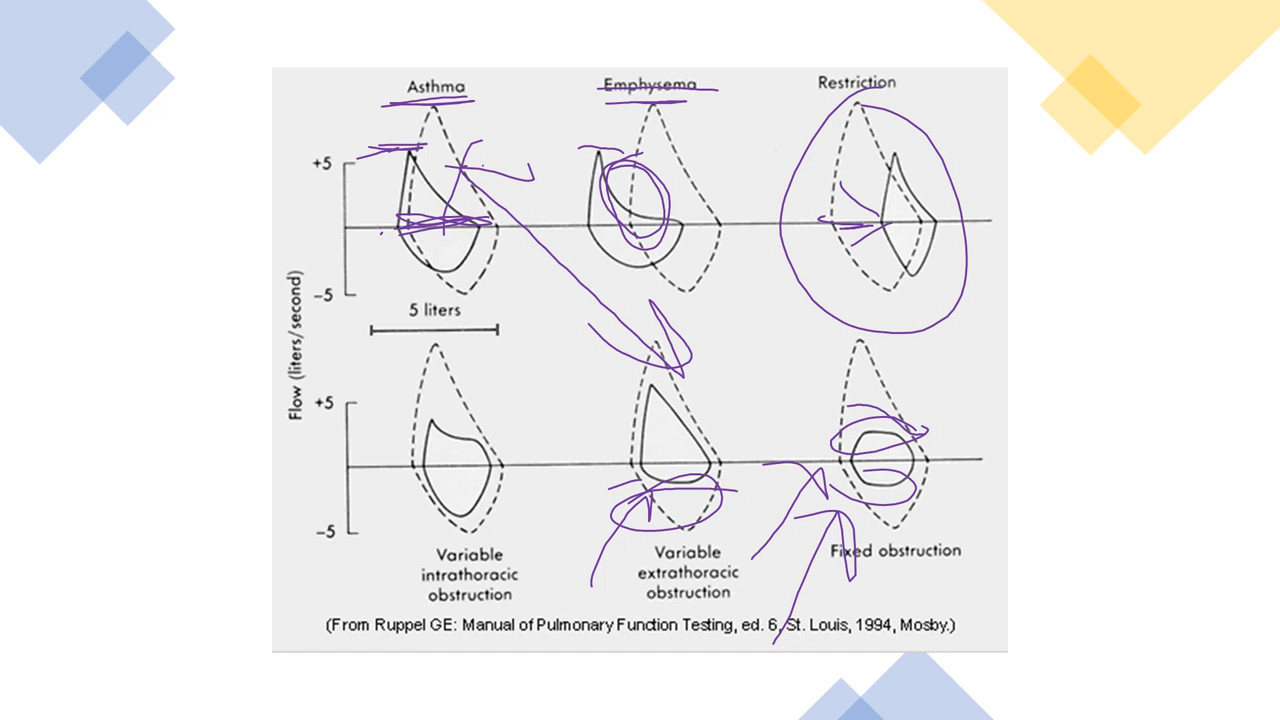 Asthma
Emphysema
Restriction
+5
-5
5 liters
Flow (liters/second)
+5
-5
Variable
intrathoracic
obstruction
Variable
extrathoracic
obstruction
Fixed obstruction
(From Ruppel GE: Manual of Pulmonary Function Testing, ed. 6, St. Louis, 1994, Mosby.)